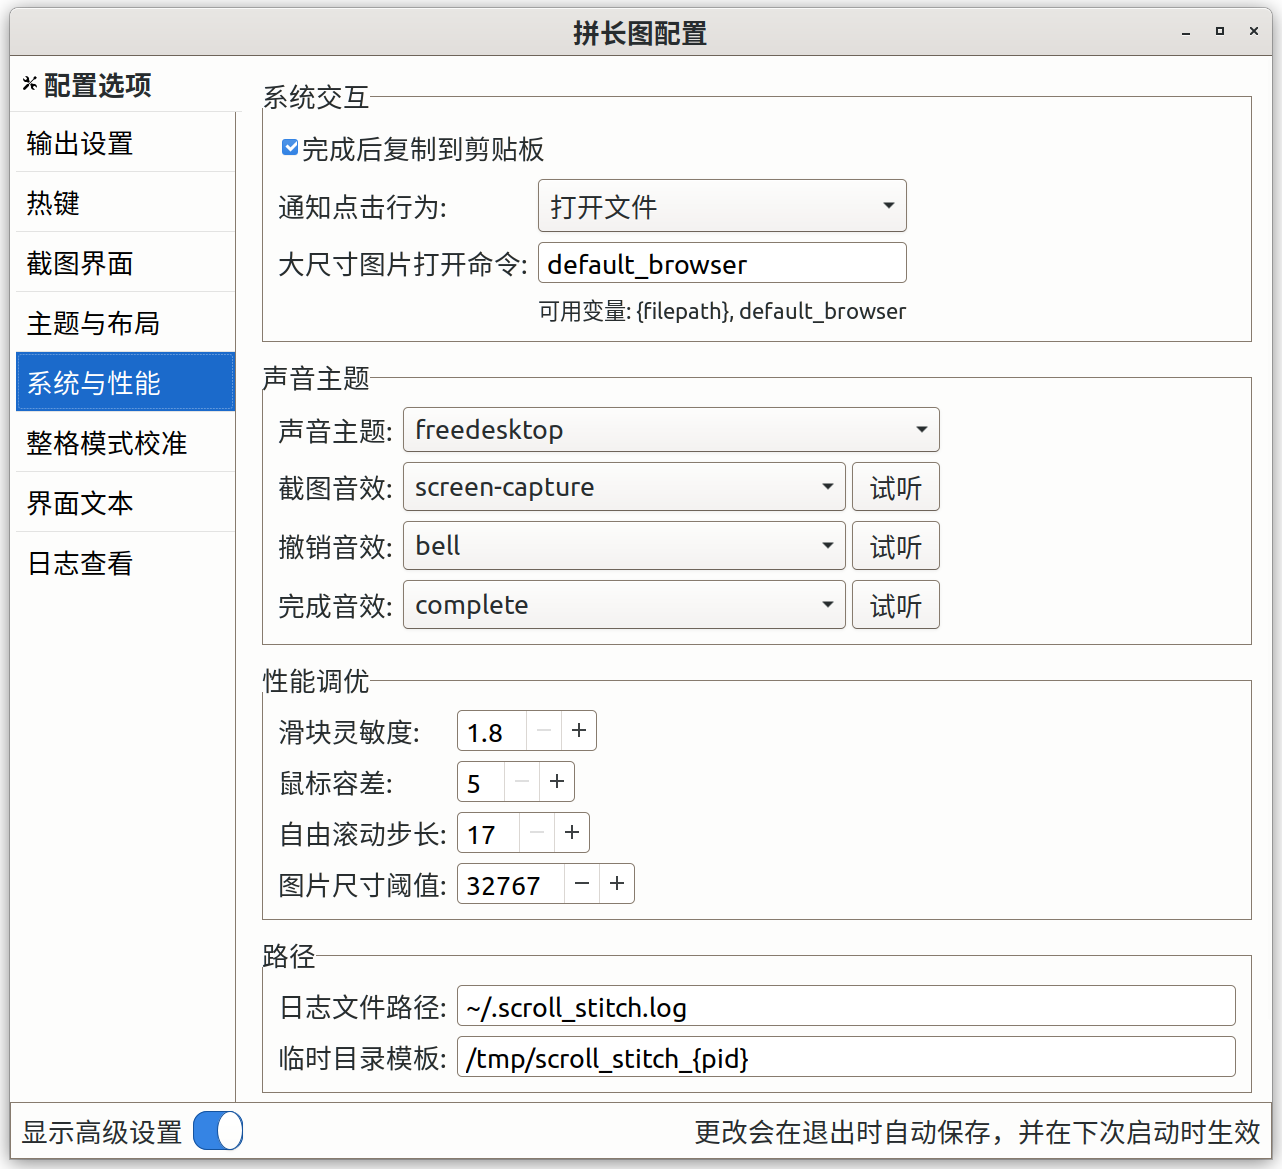 拼长图配置
配置选项
输出设置
热键
截图界面
主题与布局
系统与性能
整格模式校准
界面文本
日志查看
系统交互
完成后复制到剪贴板
通知点击行为: 打开文件
大尺寸图片打开命令: default_browser
可用变量: {filepath}, default_browser
声音主题
声音主题: freedesktop
截图音效: screen-capture 试听
撤销音效: bell 试听
完成音效: complete 试听
性能调优
滑块灵敏度: 1.8 − +
鼠标容差: 5 − +
自由滚动步长: 17 − +
图片尺寸阈值: 32767 − +
路径
日志文件路径: ~/.scroll_stitch.log
临时目录模板: /tmp/scroll_stitch_{pid}
显示高级设置 更改会在退出时自动保存，并在下次启动时生效